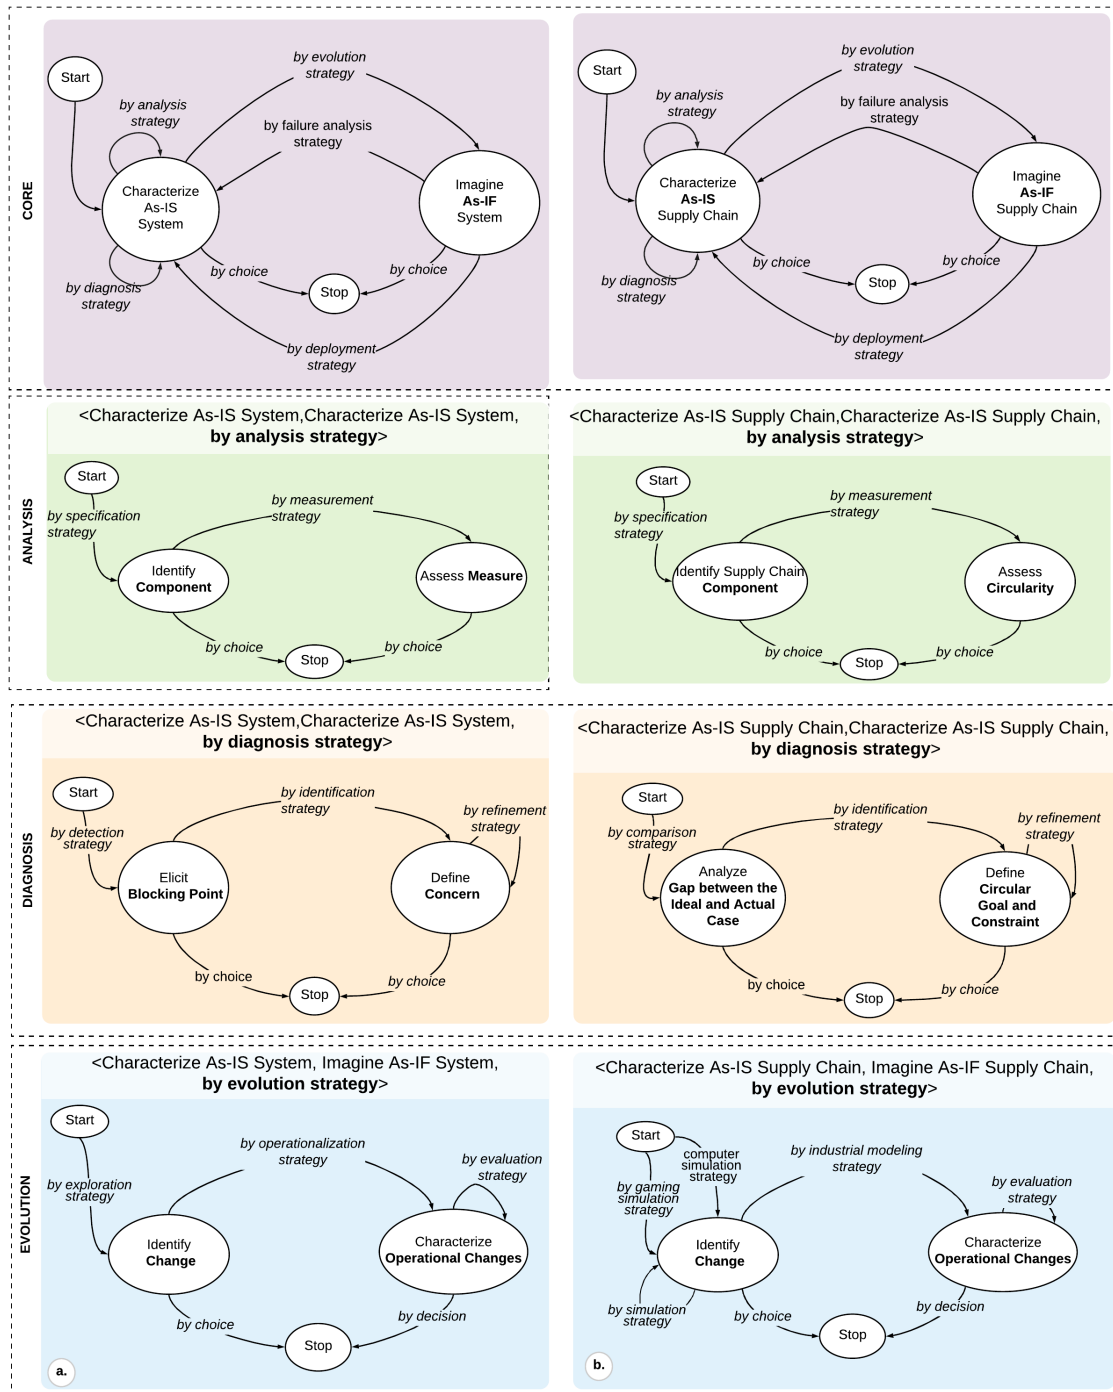 CORE
Start
by evolution
strategy
by analysis
strategy
by failure analysis
strategy
Characterize
As-IS
System
Imagine
As-IF
System
by choice
by choice
Stop
by diagnosis
strategy
by deployment
strategy
Start
by evolution
strategy
by analysis
strategy
by failure analysis
strategy
Characterize
As-IS
Supply Chain
Imagine
As-IF
Supply Chain
by choice
by choice
Stop
by diagnosis
strategy
by deployment
strategy
ANALYSIS
<Characterize As-IS System,Characterize As-IS System,
by analysis strategy>
Start
by specification
strategy
by measurement
strategy
Identify
Component
Assess Measure
by choice
by choice
Stop
<Characterize As-IS Supply Chain,Characterize As-IS Supply Chain,
by analysis strategy>
Start
by specification
strategy
by measurement
strategy
Identify Supply Chain
Component
Assess
Circularity
by choice
by choice
Stop
DIAGNOSIS
<Characterize As-IS System,Characterize As-IS System,
by diagnosis strategy>
Start
by detection
strategy
by identification
strategy
by refinement
strategy
Elicit
Blocking Point
Define
Concern
by choice
by choice
Stop
<Characterize As-IS Supply Chain,Characterize As-IS Supply Chain,
by diagnosis strategy>
Start
by comparison
strategy
by identification
strategy
by refinement
strategy
Analyze
Gap between the
Ideal and Actual
Case
Define
Circular
Goal and
Constraint
by choice
by choice
Stop
EVOLUTION
<Characterize As-IS System, Imagine As-IF System,
by evolution strategy>
Start
by exploration
strategy
by operationalization
strategy
by evaluation
strategy
Identify
Change
Characterize
Operational Changes
by choice
by decision
Stop
a.
<Characterize As-IS Supply Chain, Imagine As-IF Supply Chain,
by evolution strategy>
Start
computer
simulation
strategy
by gaming
simulation
strategy
by industrial modeling
strategy
by evaluation
strategy
Identify
Change
Characterize
Operational Changes
by simulation
strategy
by choice
by decision
Stop
b.